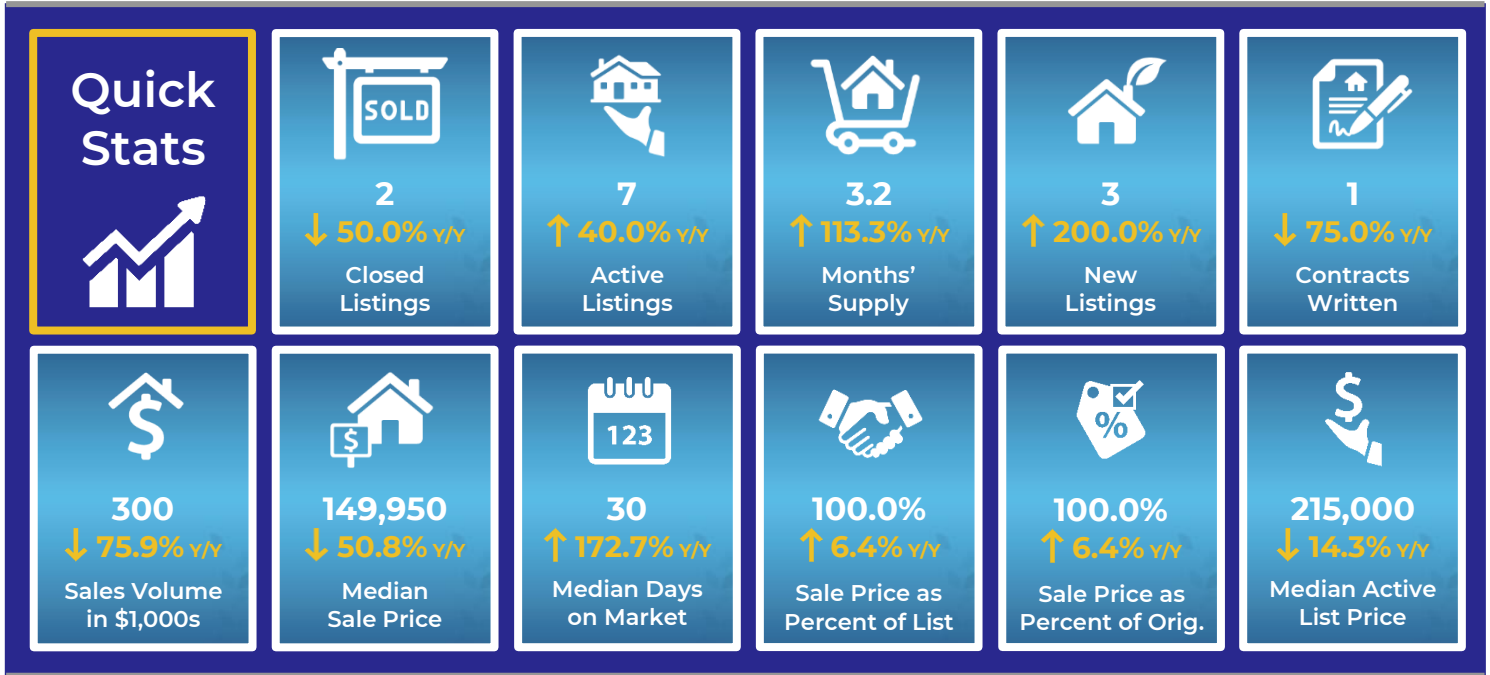 Quick
Stats
SOLD
2
↓ 50.0% Y/Y
Closed
Listings
7
↑ 40.0% Y/Y
Active
Listings
3.2
↑ 113.3% Y/Y
Months’
Supply
3
↑ 200.0% Y/Y
New
Listings
1
↓ 75.0% Y/Y
Contracts
Written
$
300
↓ 75.9% Y/Y
Sales Volume
in $1,000s
$
149,950
↓ 50.8% Y/Y
Median
Sale Price
123
30
↑ 172.7% Y/Y
Median Days
on Market
100.0%
↑ 6.4% Y/Y
Sale Price as
Percent of List
%
100.0%
↑ 6.4% Y/Y
Sale Price as
Percent of Orig.
$
215,000
↓ 14.3% Y/Y
Median Active
List Price